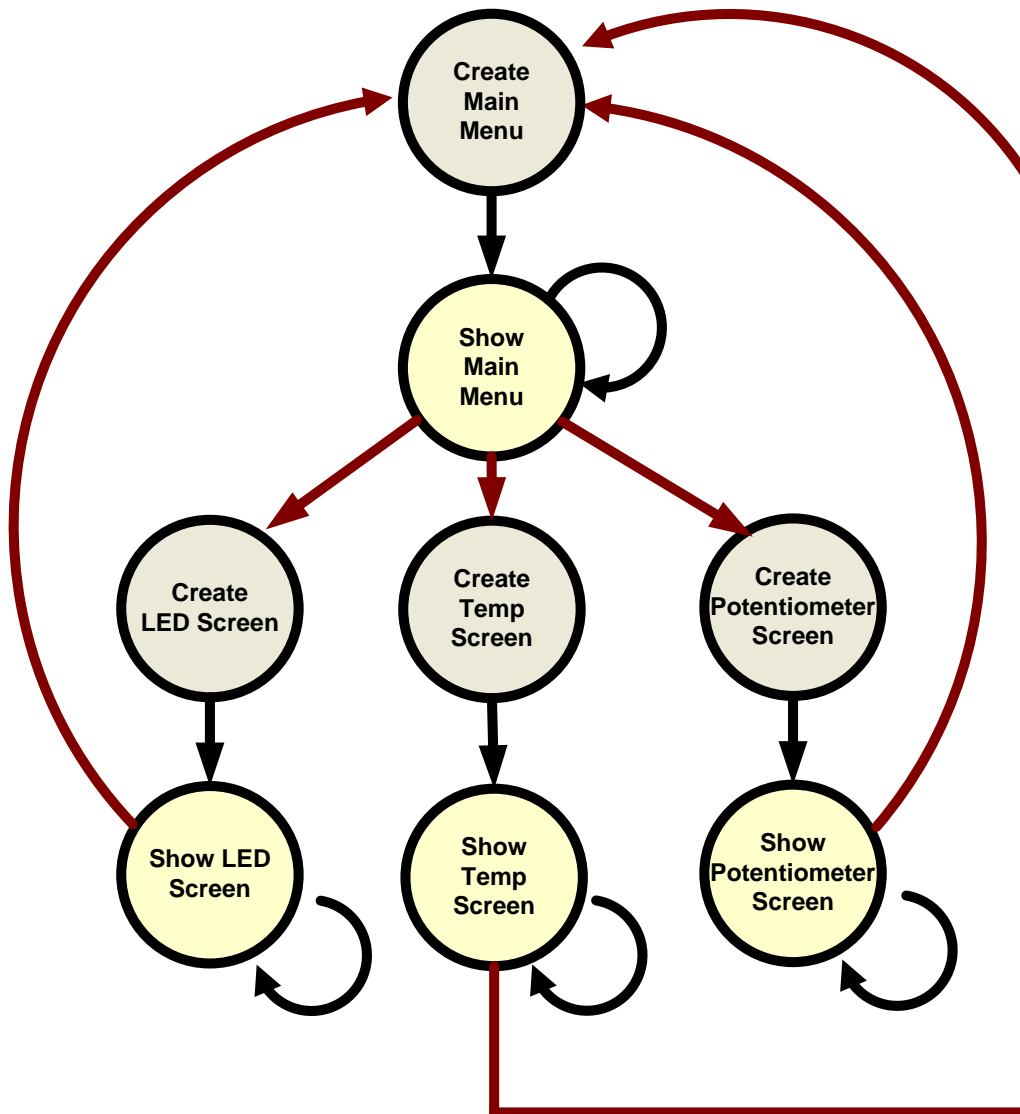 Create
Main
Menu
Show
Main
Menu
Create
LED Screen
Create
Temp
Screen
Create
Potentiometer
Screen
Show LED
Screen
Show
Temp
Screen
Show
Potentiometer
Screen